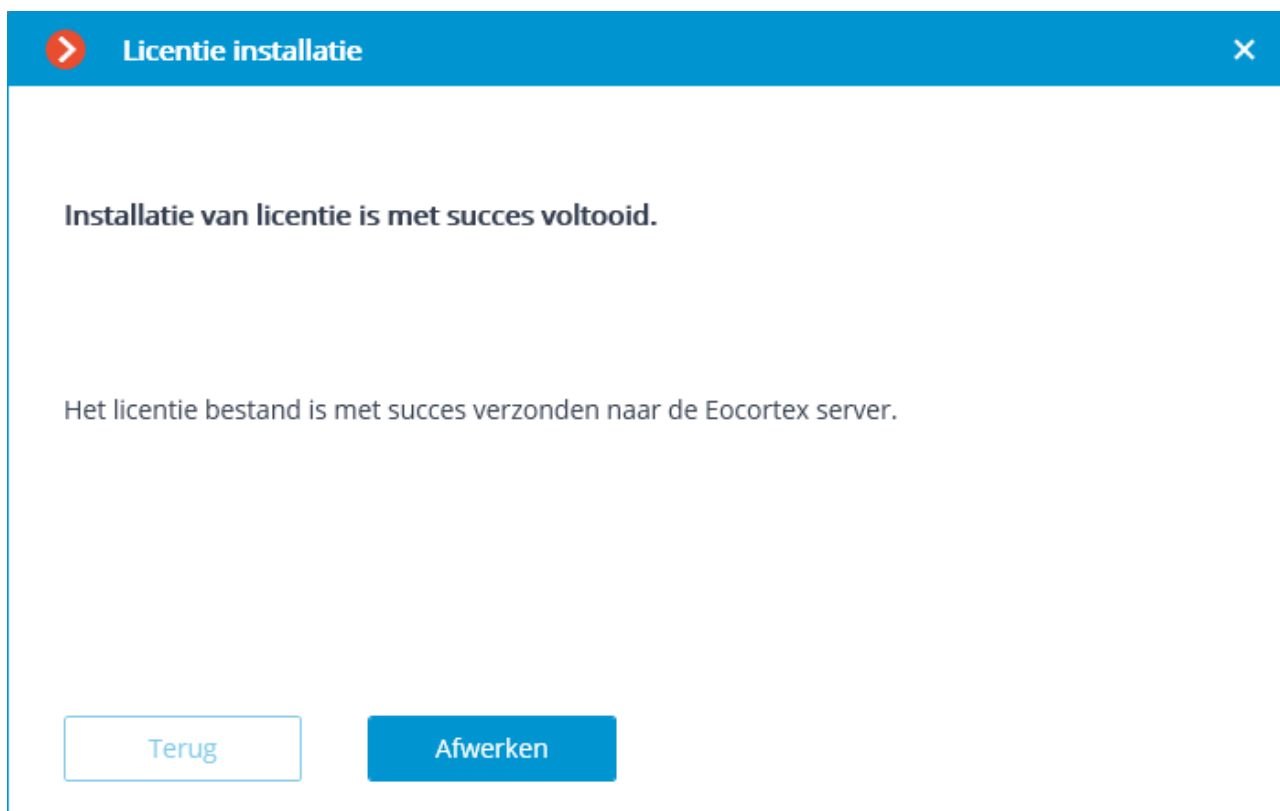 Licentie installatie
Installatie van licentie is met succes voltooid.
Het licentie bestand is met succes verzonden naar de Eocortex server.
Terug
Afwerken